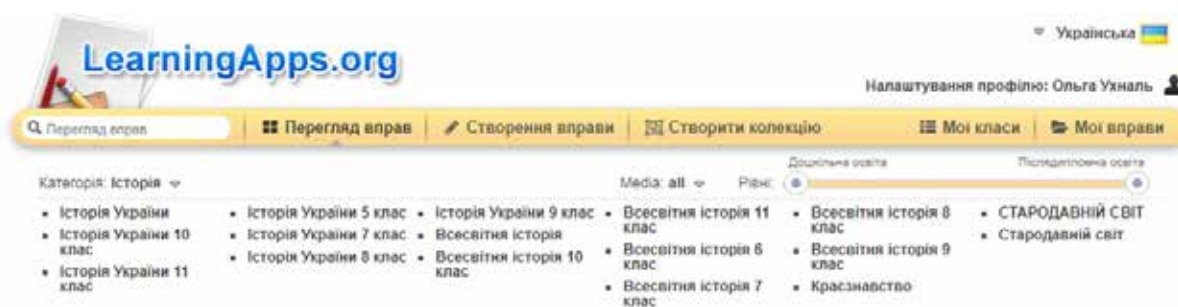 Українська
LearningApps.org
Налаштування профілю: Ольга Ухналь
Перегляд вправ
Перегляд вправ
Створення вправи
Створити колекцію
Мої класи
Мої вправи
Дошкільна освіта
Післядипломна освіта
Категорія: Історія
Media: all
Рівні:
Історія України
Історія України 10
клас
Історія України 11
клас
Історія України 5 клас
Історія України 7 клас
Історія України 8 клас
Історія України 9 клас
Всесвітня історія
Всесвітня історія 10
клас
Всесвітня історія 11
клас
Всесвітня історія 6
клас
Всесвітня історія 7
клас
Всесвітня історія 8
клас
Всесвітня історія 9
клас
Краєзнавство
СТАРОДАВНІЙ СВІТ
Стародавній світ